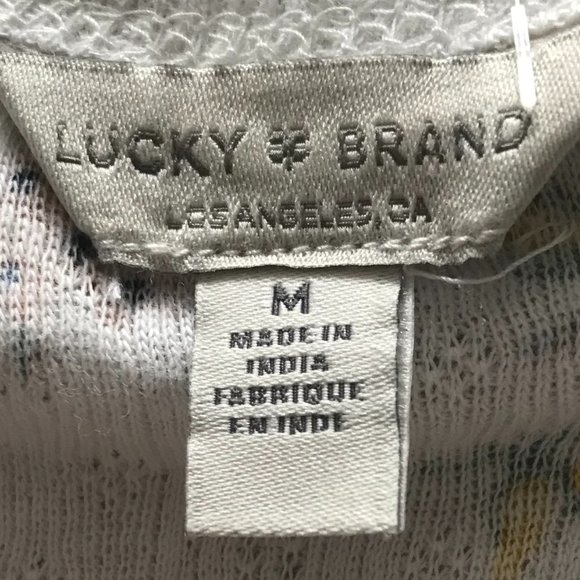 LUCKY BRAND
LOS ANGELES, CA
M
MADE IN
INDIA
FABRIQUE
EN INDE